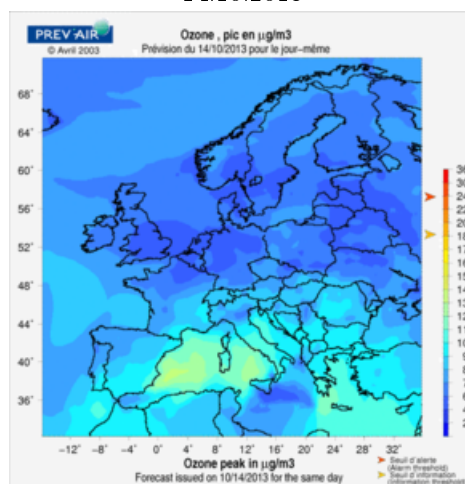 PREV'AIR
© Avril 2003
Ozone , pic en µg/m3
Prévision du 14/10/2013 pour le jour-même
68°
64°
60°
56°
52°
48°
44°
40°
36°
-12° -8° -4° 0° 4° 8° 12° 16° 20° 24° 28° 32°
Ozone peak in µg/m3
Forecast issued on 10/14/2013 for the same day
Seuil d'alerte
(Alarm threshold)
Seuil d'information
(Information threshold)